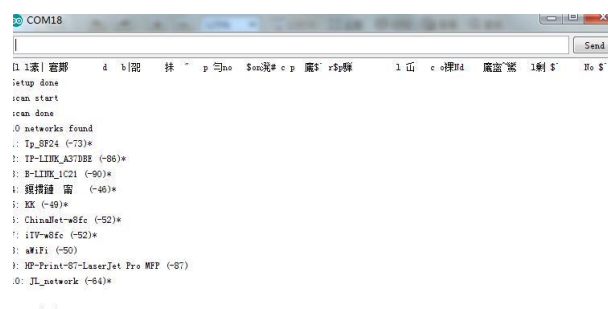 COM18
Send
Setup done
scan start
scan done
10 networks found
1: Tp_8F24 (-73)*
2: TP-LINK_A37DBE (-86)*
3: B-LINK_1C21 (-90)*
4: (-46)*
5: KK (-49)*
6: ChinaNet-w8fc (-52)*
7: iTV-w8fc (-52)*
8: aWiFi (-50)
9: HP-Print-87-LaserJet Pro MFP (-87)
10: JL_network (-64)*